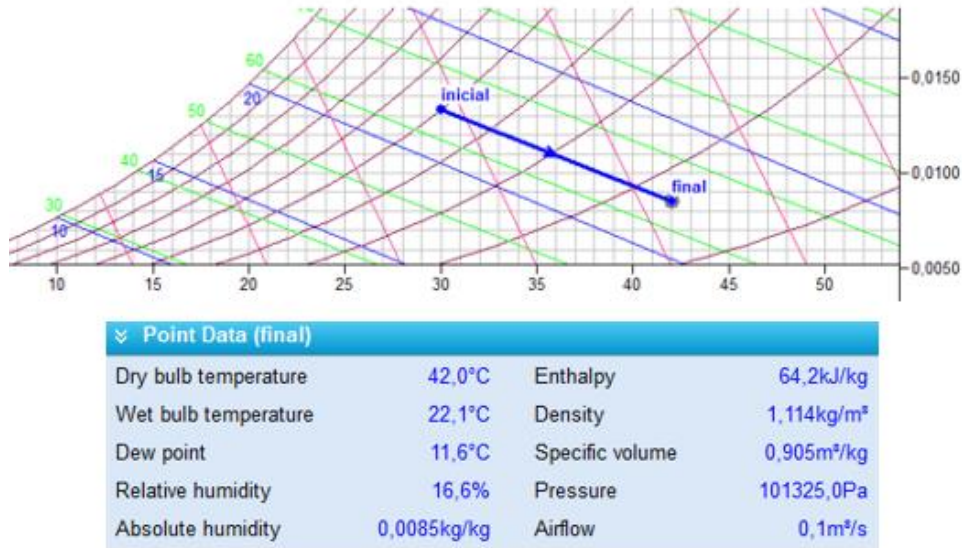 60
0,0150
inicial
20
50
40
0,0100
15
final
30
10
0,0050
10 15 20 25 30 35 40 45 50
Point Data (final)
Dry bulb temperature 42,0°C Enthalpy 64,2kJ/kg
Wet bulb temperature 22,1°C Density 1,114kg/m³
Dew point 11,6°C Specific volume 0,905m³/kg
Relative humidity 16,6% Pressure 101325,0Pa
Absolute humidity 0,0085kg/kg Airflow 0,1m³/s